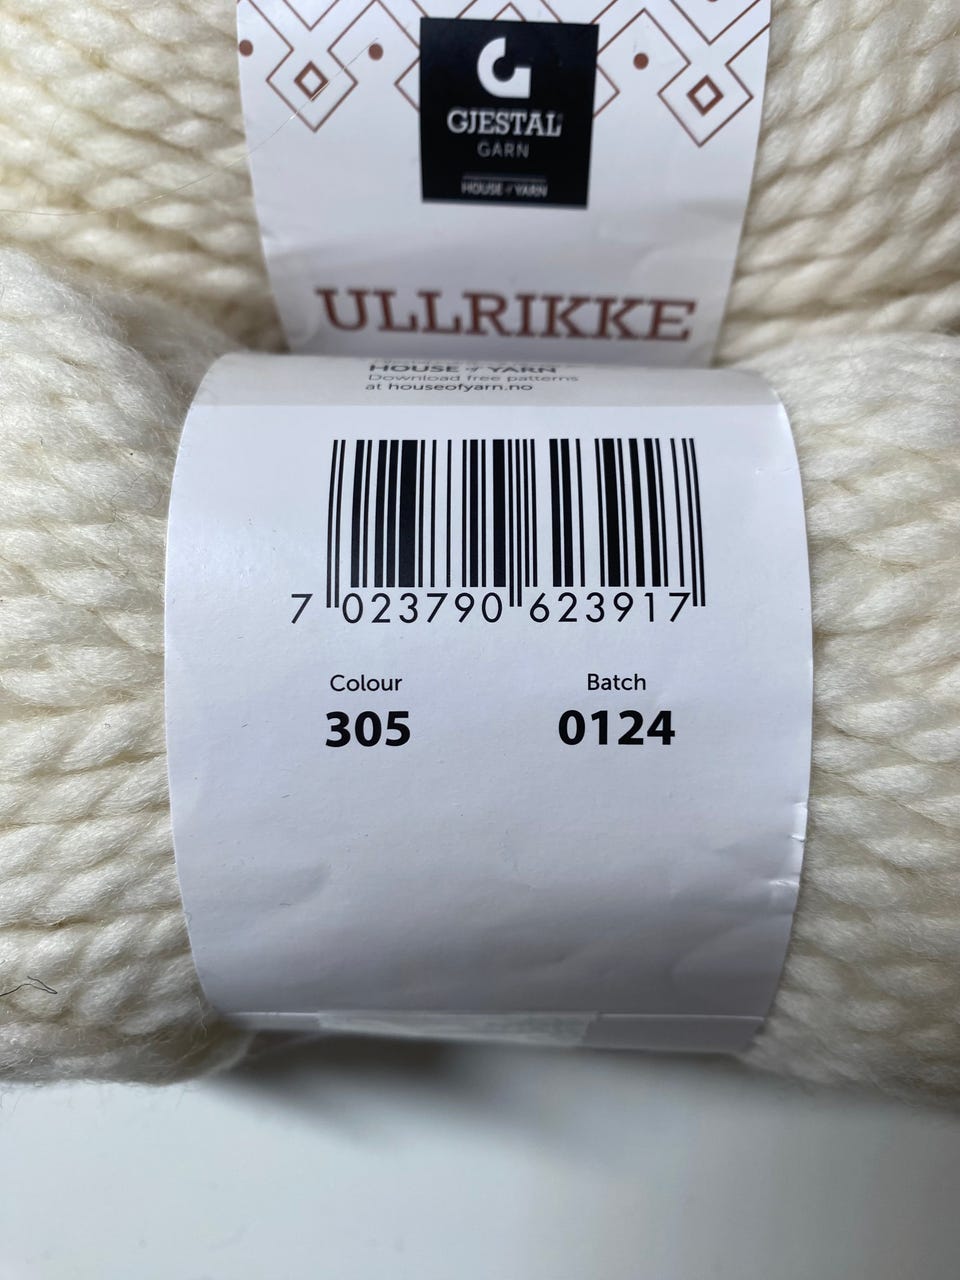 GJESTAL
GARN
HOUSE of YARN
ULLRIKKE
HOUSE of YARN
Download free patterns
at houseofyarn.no
7 023790 623917
Colour Batch
305 0124